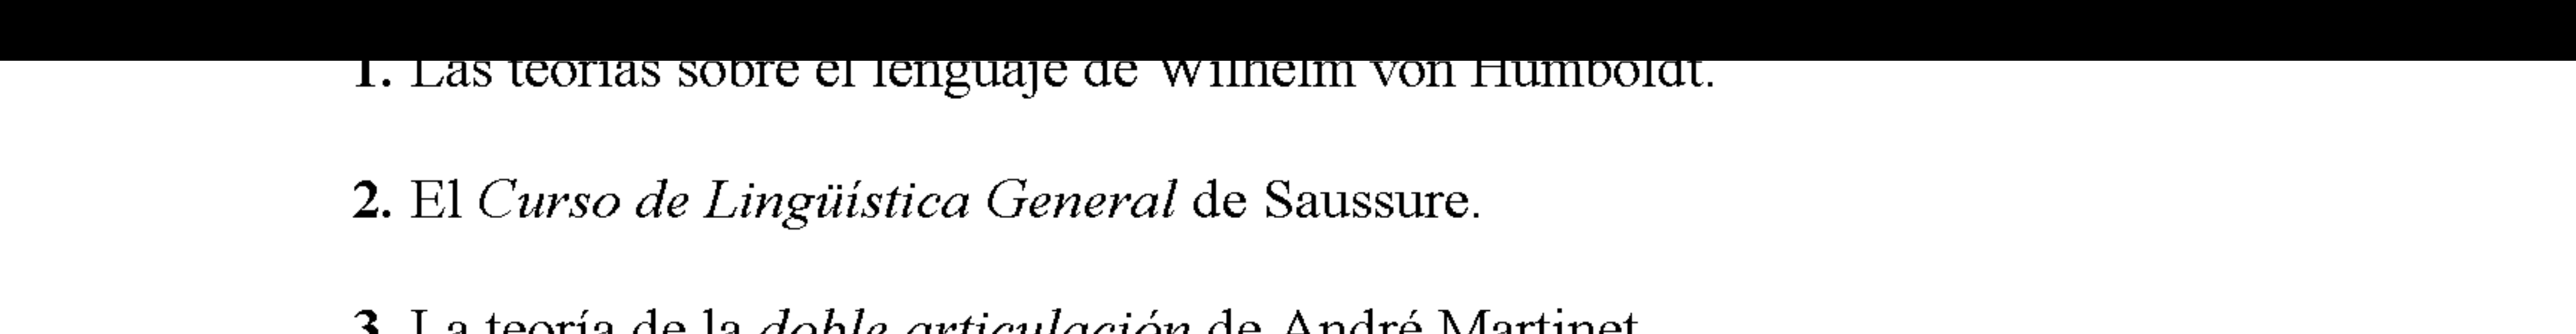 1. Las teorías sobre el lenguaje de Wilhelm von Humboldt.
2. El Curso de Lingüística General de Saussure.
3. La teoría de la doble articulación de André Martinet